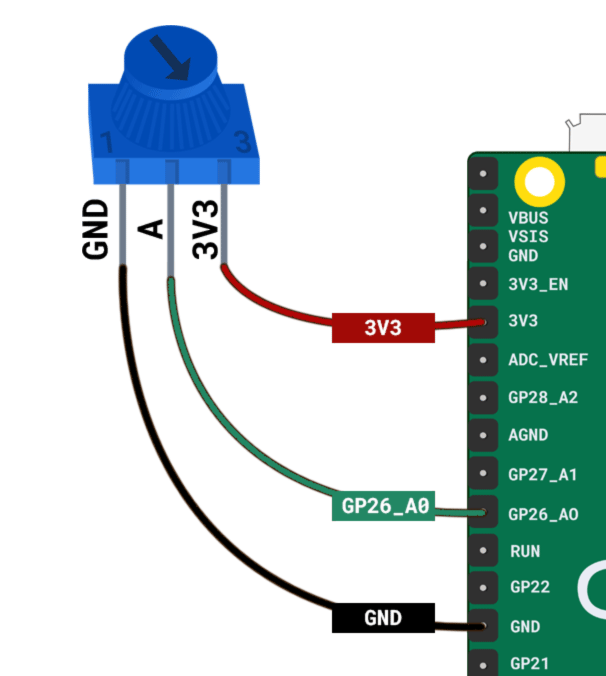 1
3
GND
A
3V3
VBUS
VSIS
GND
3V3_EN
3V3
3V3
ADC_VREF
GP28_A2
AGND
GP27_A1
GP26_A0
GP26_AO
RUN
GP22
GND
GND
GP21